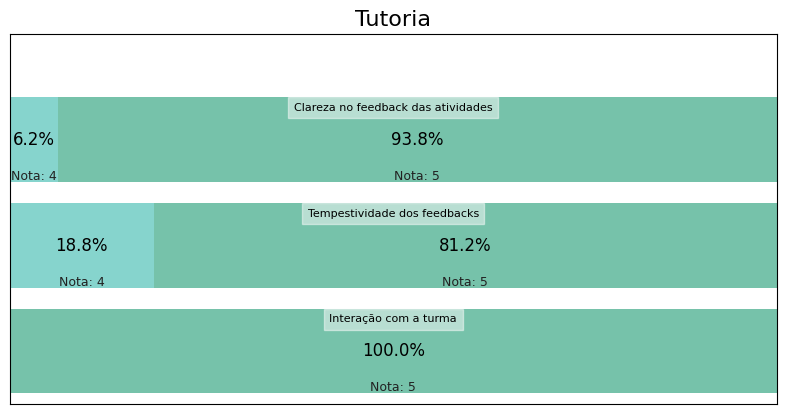 Tutoria
Clareza no feedback das atividades
6.2%
93.8%
Nota: 4
Nota: 5
Tempestividade dos feedbacks
18.8%
81.2%
Nota: 4
Nota: 5
Interação com a turma
100.0%
Nota: 5